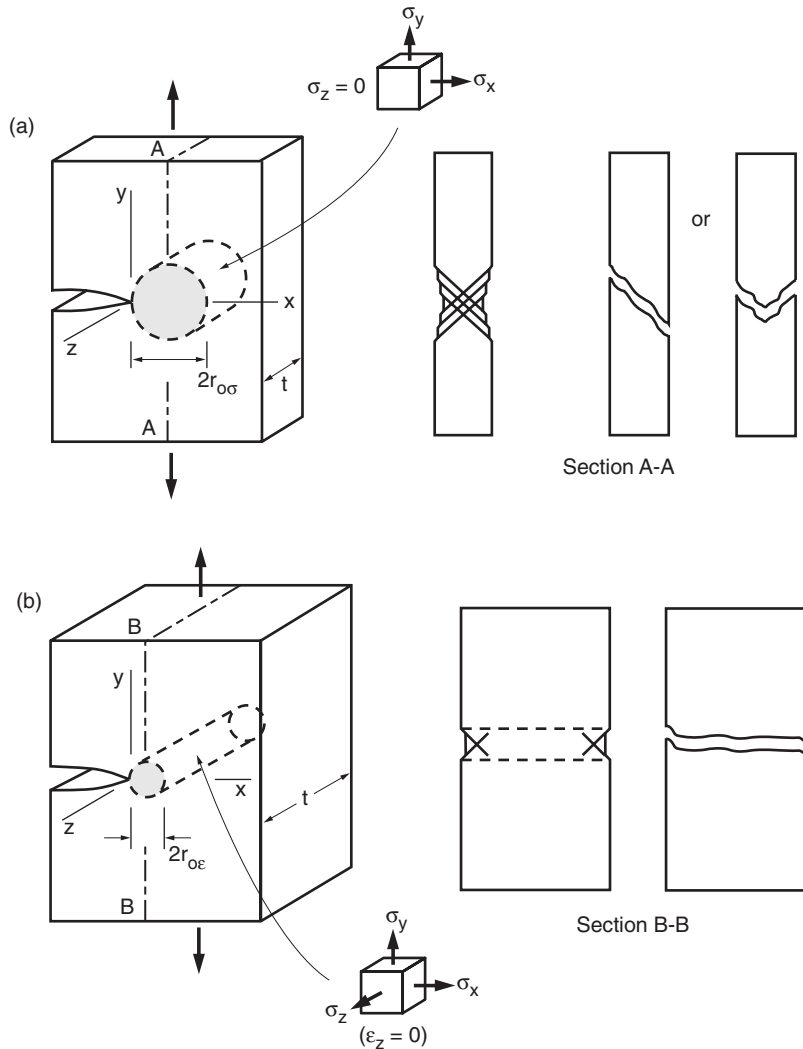 σy
σz = 0
σx
(a)
A
y
or
x
z
2roσ
t
A
Section A-A
(b)
B
y
x
t
z
2roε
B
Section B-B
σy
σz
σx
(εz = 0)